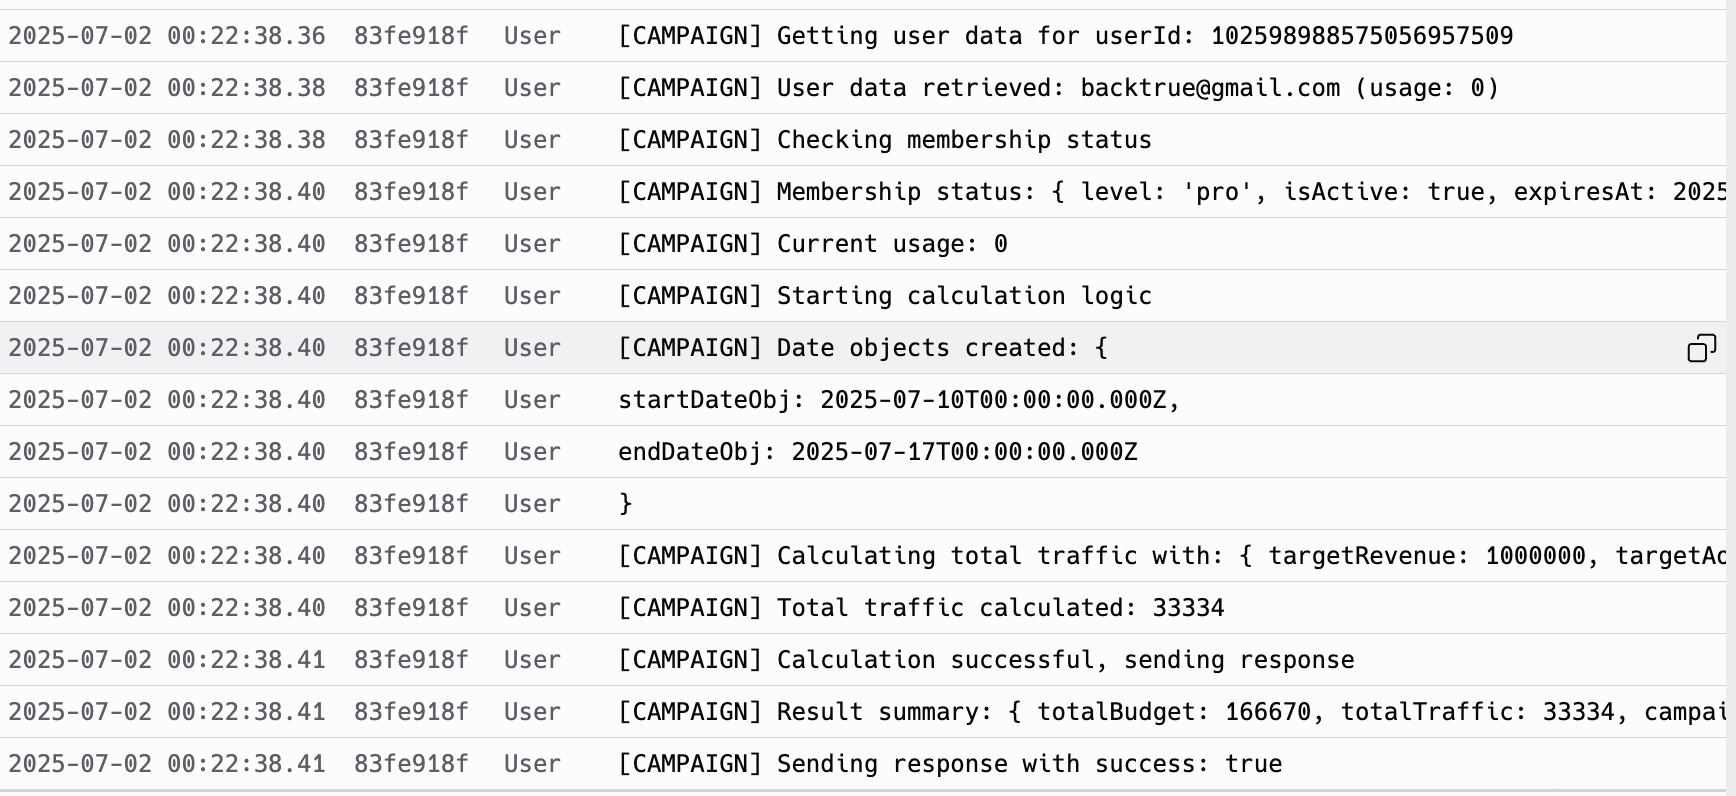 2025-07-02 00:22:38.36 83fe918f User [CAMPAIGN] Getting user data for userId: 102598988575056957509
2025-07-02 00:22:38.38 83fe918f User [CAMPAIGN] User data retrieved: backtrue@gmail.com (usage: 0)
2025-07-02 00:22:38.38 83fe918f User [CAMPAIGN] Checking membership status
2025-07-02 00:22:38.40 83fe918f User [CAMPAIGN] Membership status: { level: 'pro', isActive: true, expiresAt: 2025
2025-07-02 00:22:38.40 83fe918f User [CAMPAIGN] Current usage: 0
2025-07-02 00:22:38.40 83fe918f User [CAMPAIGN] Starting calculation logic
2025-07-02 00:22:38.40 83fe918f User [CAMPAIGN] Date objects created: {
2025-07-02 00:22:38.40 83fe918f User startDateObj: 2025-07-10T00:00:00.000Z,
2025-07-02 00:22:38.40 83fe918f User endDateObj: 2025-07-17T00:00:00.000Z
2025-07-02 00:22:38.40 83fe918f User }
2025-07-02 00:22:38.40 83fe918f User [CAMPAIGN] Calculating total traffic with: { targetRevenue: 1000000, targetAo
2025-07-02 00:22:38.40 83fe918f User [CAMPAIGN] Total traffic calculated: 33334
2025-07-02 00:22:38.41 83fe918f User [CAMPAIGN] Calculation successful, sending response
2025-07-02 00:22:38.41 83fe918f User [CAMPAIGN] Result summary: { totalBudget: 166670, totalTraffic: 33334, campai
2025-07-02 00:22:38.41 83fe918f User [CAMPAIGN] Sending response with success: true